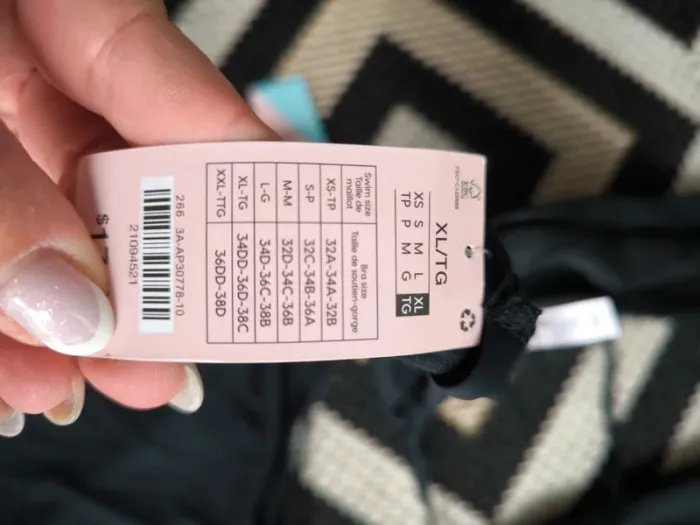 XL/TG
XS S M L XL
TP P M G TG
Swim size Bra size
Taille de maillot Taille de soutien-gorge
XS-TP 32A-34A-32B
S-P 32C-34B-36A
M-M 32D-34C-36B
L-G 34D-36C-38B
XL-TG 34DD-36D-38C
XXL-TTG 36DD-38D
266 3A-AP30778-10
21094521